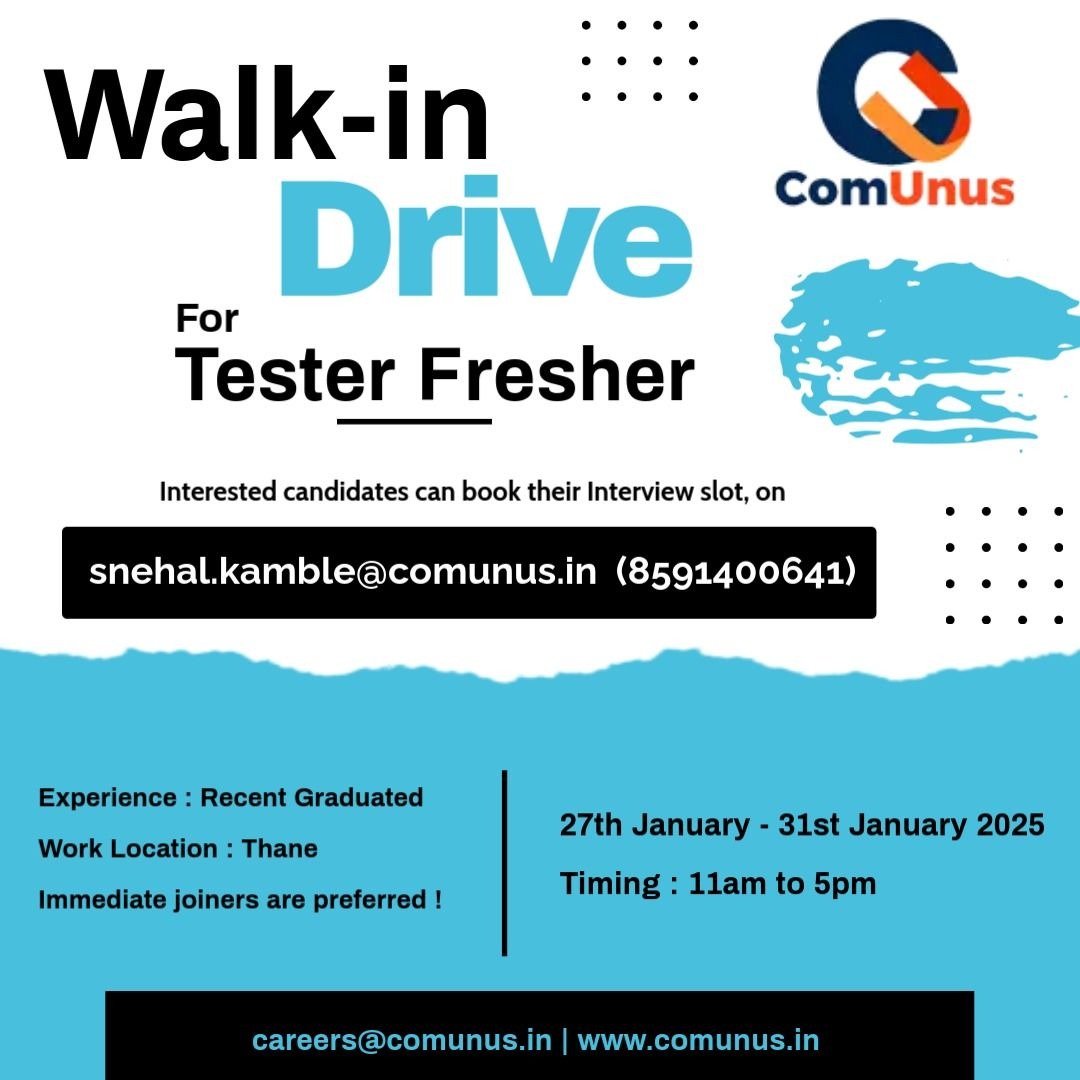 Walk-in
ComUnus
Drive
For
Tester Fresher
Interested candidates can book their Interview slot, on
snehal.kamble@comunus.in (8591400641)
Experience : Recent Graduated
Work Location : Thane
Immediate joiners are preferred !
27th January - 31st January 2025
Timing : 11am to 5pm
careers@comunus.in | www.comunus.in